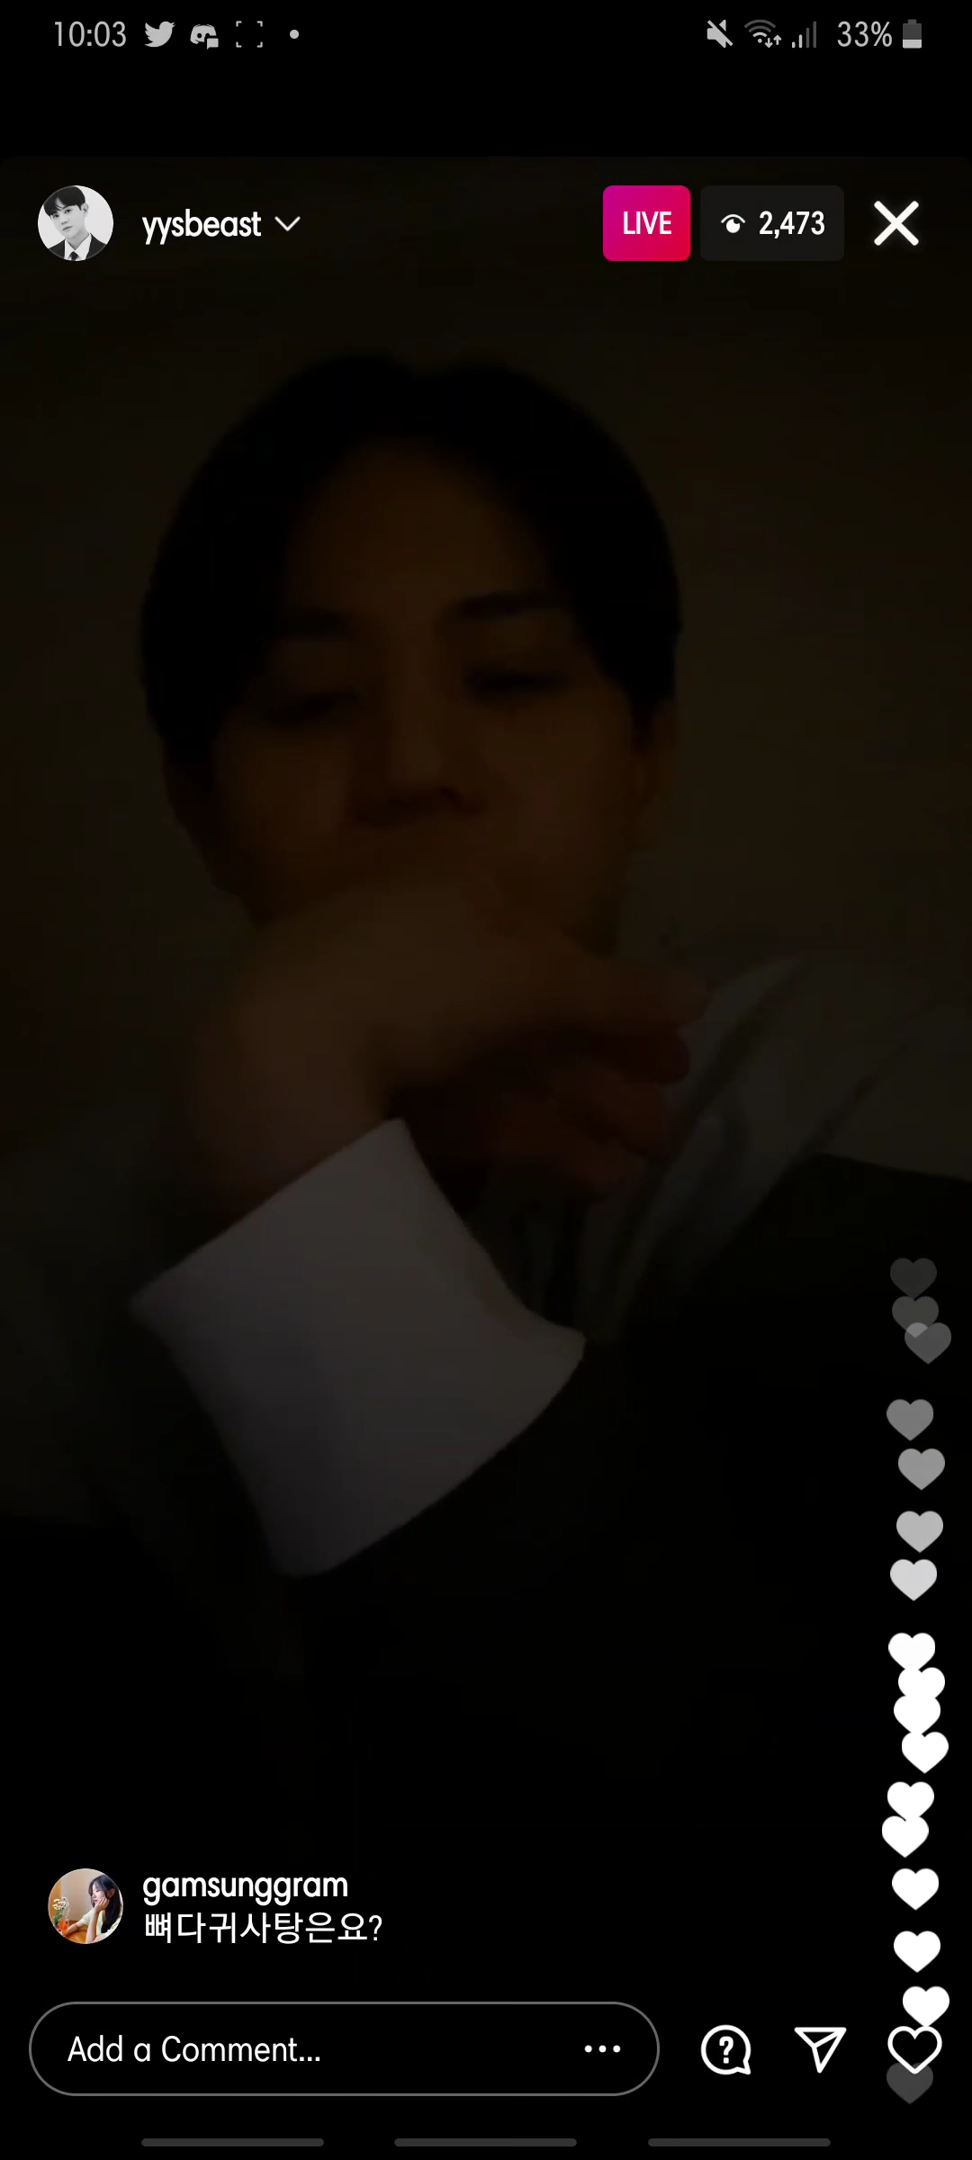 10:03
33%
yysbeast
LIVE
2,473
gamsunggram
뼈다귀사탕은요?
Add a Comment...